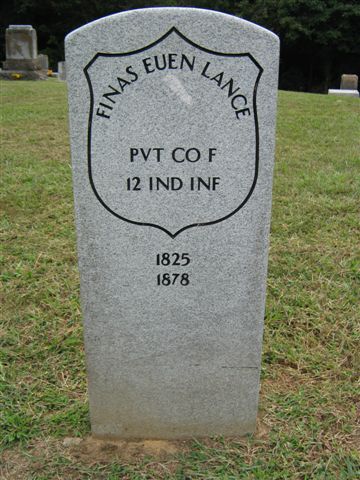 FINAS EUEN LANCE
PVT CO F
12 IND INF
1825
1878